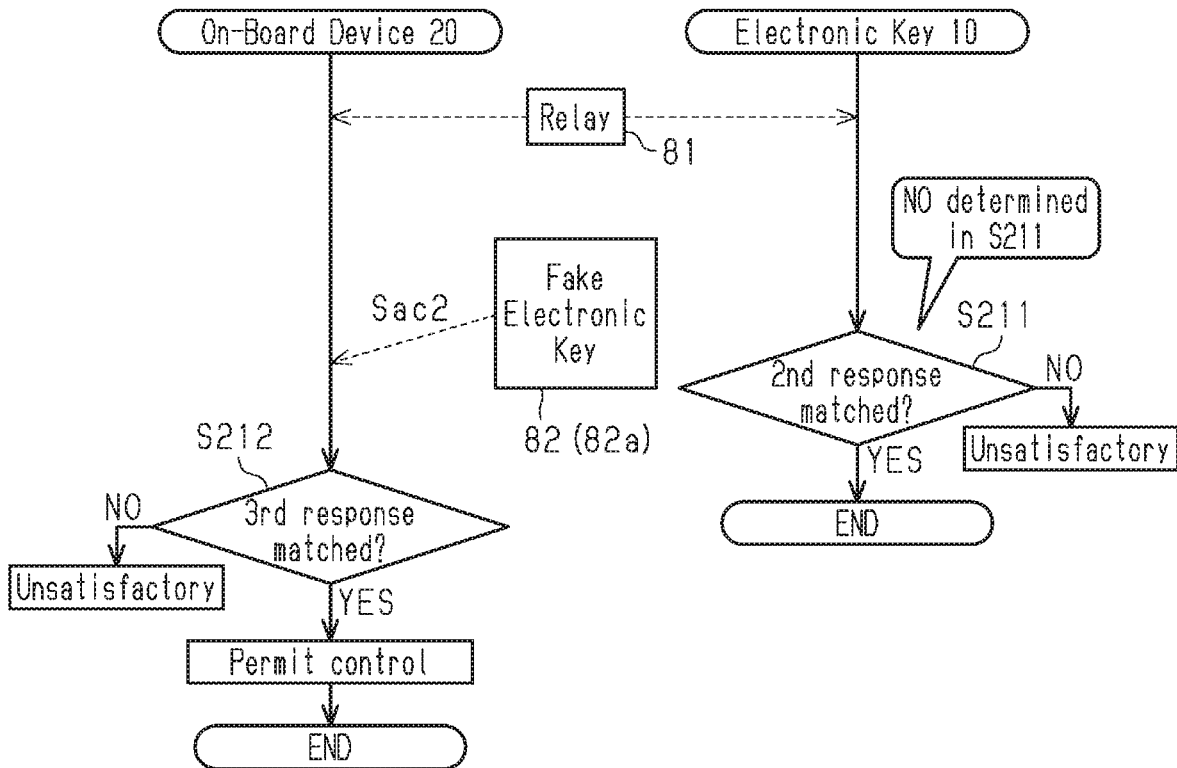 On-Board Device 20
Electronic Key 10
Relay
81
NO determined
in S211
Fake
Electronic
Key
Sac2
82 (82a)
S211
2nd response
matched?
NO
Unsatisfactory
YES
END
S212
3rd response
matched?
NO
Unsatisfactory
YES
Permit control
END